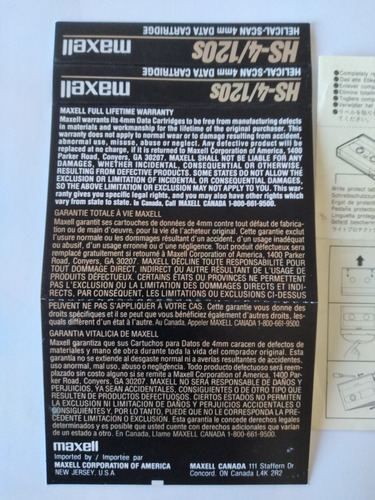 maxell
HS-4/120s
HELICAL-SCAN 4mm DATA CARTRIDGE
maxell
HS-4/120s
HELICAL-SCAN 4mm DATA CARTRIDGE
MAXELL FULL LIFETIME WARRANTY
Maxell warrants its 4mm Data Cartridges to be free from manufacturing defects
in materials and workmanship for the lifetime of the original purchaser. This
warranty does not apply to normal wear or to damage resulting from accident,
abnormal use, misuse, abuse or neglect. Any defective product will be
replaced at no charge, if it is returned to Maxell Corporation of America, 1400
Parker Road, Conyers, GA 30207. MAXELL SHALL NOT BE LIABLE FOR ANY
DAMAGES, WHETHER INCIDENTAL, CONSEQUENTIAL OR OTHERWISE,
RESULTING FROM DEFECTIVE PRODUCTS. SOME STATES DO NOT ALLOW THE
EXCLUSION OR LIMITATION OF INCIDENTAL OR CONSEQUENTIAL DAMAGES,
SO THE ABOVE LIMITATION OR EXCLUSION MAY NOT APPLY TO YOU. This war-
ranty gives you specific legal rights and you may also have other rights which
vary from state to state. In Canada, Call MAXELL CANADA 1-800-661-9500.
GARANTIE TOTALE À VIE MAXELL
Maxell garantit ses cartouches de données de 4mm contre tout défaut de fabrica-
tion ou de main d'oeuvre, pour la vie de l'acheteur original. Cette garantie exclut
l'usure normale ou les dommages résultant d'un accident, d'un usage inadéquat
ou abusif, d'un usage erroné ou d'une négligence. Tout produit défectueux sera
remplacé gratuitement si retourné à Maxell Corporation of America, 1400 Parker
Road, Conyers, GA. 30207. MAXELL DÉCLINE TOUTE RESPONSABILITÉ POUR
TOUT DOMMAGE DIRECT, INDIRECT OU AUTRE RÉSULTANT DE L'USAGE DE
PRODUITS DÉFECTUEUX. CERTAINS ÉTATS OU PROVINCES NE PERMETTANT
PAS L'EXCLUSION OU LA LIMITATION DES DOMMAGES DIRECTS ET INDI-
RECTS, PAR CONSÉQUENT, LES LIMITATIONS OU EXCLUSIONS CI-DESSUS
PEUVENT NE PAS S'APPLIQUER À VOTRE CAS. Cette garantie vous donne des
droits spécifiques et il se peut que vous bénéficiez également d'autres droits, les-
quels diffèrent d'un état à l'autre. Au Canada, Appeler MAXELL CANADA 1-800-661-9500.
GARANTIA VITALICIA DE MAXELL
Maxell garantiza que sus Cartuchos para Datos de 4mm carecen de defectos de
materiales y mano de obra durante toda la vida del comprador original. Esta
garantía no se extiende al desgaste normal ni a averías resultantes de accidentes,
uso anormal, mal uso, abuso o negligencia. Todo producto defectuoso será reem-
plazado sin costo alguno si se remite a Maxell Corporation of America, 1400 Par-
ker Road, Conyers, GA 30207. MAXELL NO SERÁ RESPONSABLE DE DAÑOS Y
PERJUICIOS, YA SEAN ACCIDENTALES, CONSIGUIENTES O DE OTRO TIPO QUE
RESULTEN DE PRODUCTOS DEFECTUOSOS. CIERTOS ESTADOS NO PERMITEN
LA EXCLUSIÓN NI LIMITACIÓN DE DAÑOS Y PERJUICIOS ACCIDENTALES O
CONSIGUIENTES Y, POR LO TANTO, PUEDE QUE NO LE CORRESPONDA LA PRE-
CEDENTE LIMITACIÓN O EXCLUSIÓN. Esta garantía le concede derechos legales
determinados y es posible que usted cuente con derechos adicionales que varían
de un estado a otro. En Canada, Llame MAXELL CANADA 1-800-661-9500.
maxell
Imported by / Importée par
MAXELL CORPORATION OF AMERICA
NEW JERSEY, U.S.A
MAXELL CANADA 111 Staffern Dr
Concord. ON Canada L4K 2R2